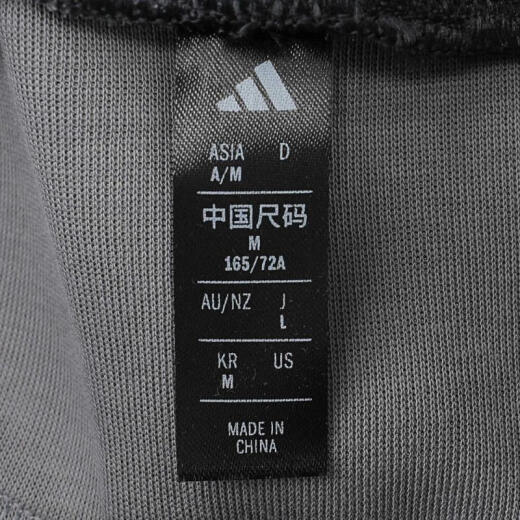 ASIA D
A/M
中国尺码
M
165/72A
AU/NZ J
L
KR US
M
MADE IN
CHINA